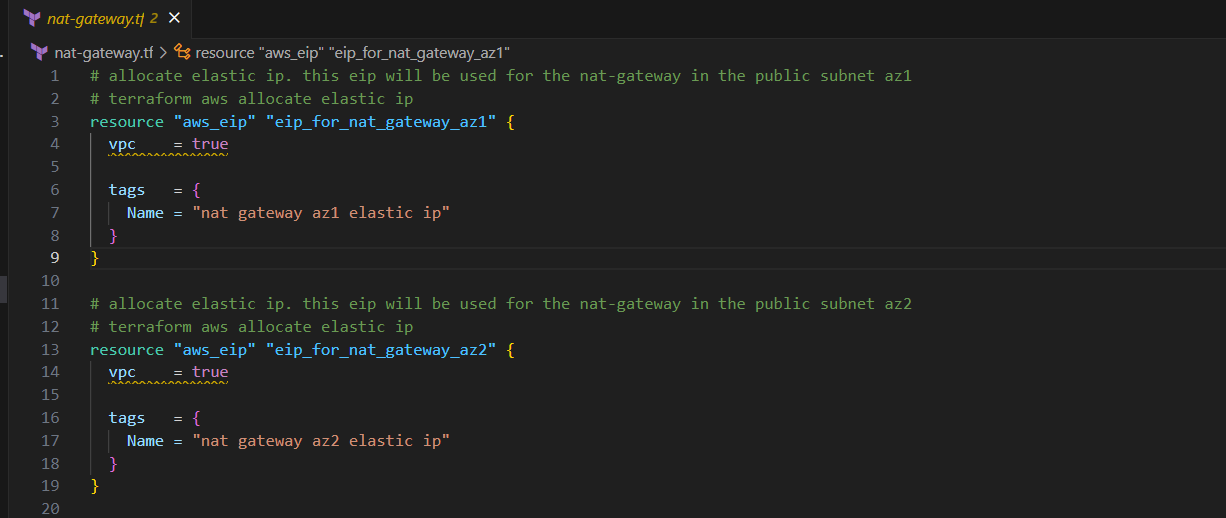 nat-gateway.tf 2 ×
nat-gateway.tf > resource "aws_eip" "eip_for_nat_gateway_az1"
1 # allocate elastic ip. this eip will be used for the nat-gateway in the public subnet az1
2 # terraform aws allocate elastic ip
3 resource "aws_eip" "eip_for_nat_gateway_az1" {
4   vpc    = true
5
6   tags   = {
7     Name = "nat gateway az1 elastic ip"
8   }
9 }
10
11 # allocate elastic ip. this eip will be used for the nat-gateway in the public subnet az2
12 # terraform aws allocate elastic ip
13 resource "aws_eip" "eip_for_nat_gateway_az2" {
14   vpc    = true
15
16   tags   = {
17     Name = "nat gateway az2 elastic ip"
18   }
19 }
20